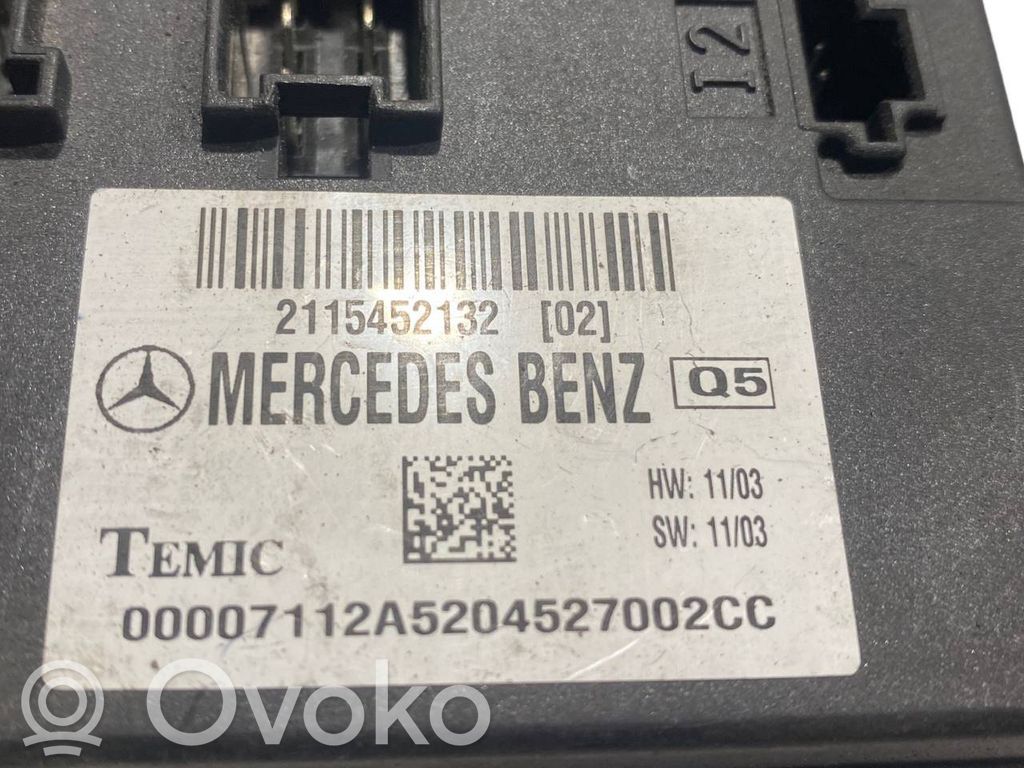 12
2115452132 [02]
MERCEDES BENZ Q5
HW: 11/03
SW: 11/03
TEMIC
00007112A5204527002CC
Ovoko